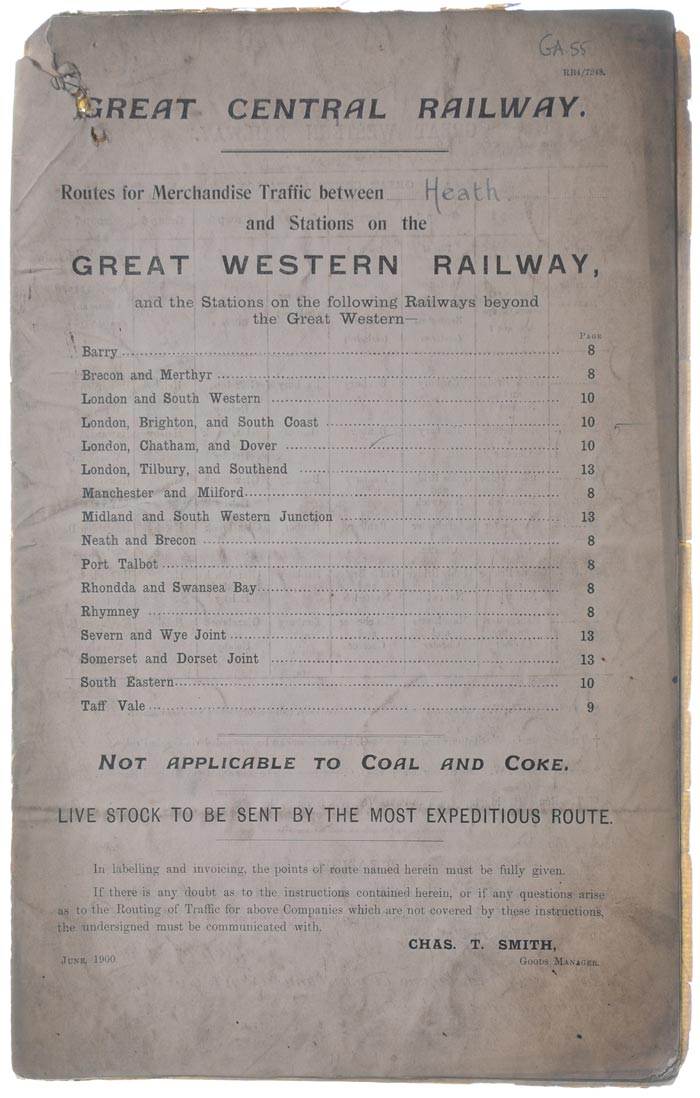 GA.55
RB4/7248.
GREAT CENTRAL RAILWAY.
Routes for Merchandise Traffic between Heath.
and Stations on the
GREAT WESTERN RAILWAY,
and the Stations on the following Railways beyond
the Great Western—
PAGE
Barry 8
Brecon and Merthyr 8
London and South Western 10
London, Brighton, and South Coast 10
London, Chatham, and Dover 10
London, Tilbury, and Southend 13
Manchester and Milford 8
Midland and South Western Junction 13
Neath and Brecon 8
Port Talbot 8
Rhondda and Swansea Bay 8
Rhymney 8
Severn and Wye Joint 13
Somerset and Dorset Joint 13
South Eastern 10
Taff Vale 9
NOT APPLICABLE TO COAL AND COKE.
LIVE STOCK TO BE SENT BY THE MOST EXPEDITIOUS ROUTE.
In labelling and invoicing, the points of route named herein must be fully given.
If there is any doubt as to the instructions contained herein, or if any questions arise
as to the Routing of Traffic for above Companies which are not covered by these instructions,
the undersigned must be communicated with.
CHAS. T. SMITH,
JUNE, 1900. GOODS MANAGER.